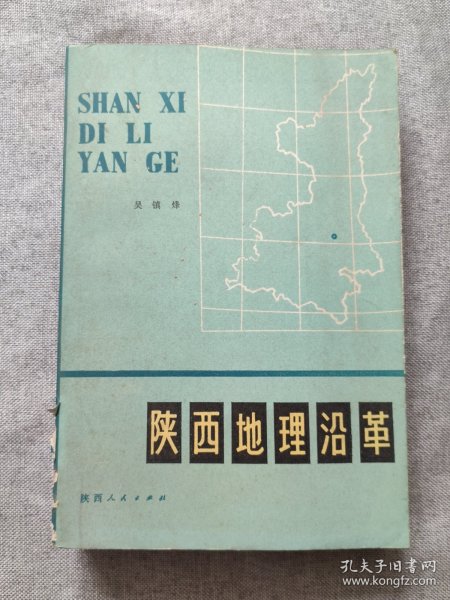 SHAN XI
DI LI
YAN GE
吴镇烽
陕西地理沿革
陕西人民出版社
孔夫子旧书网
www.kongfz.com